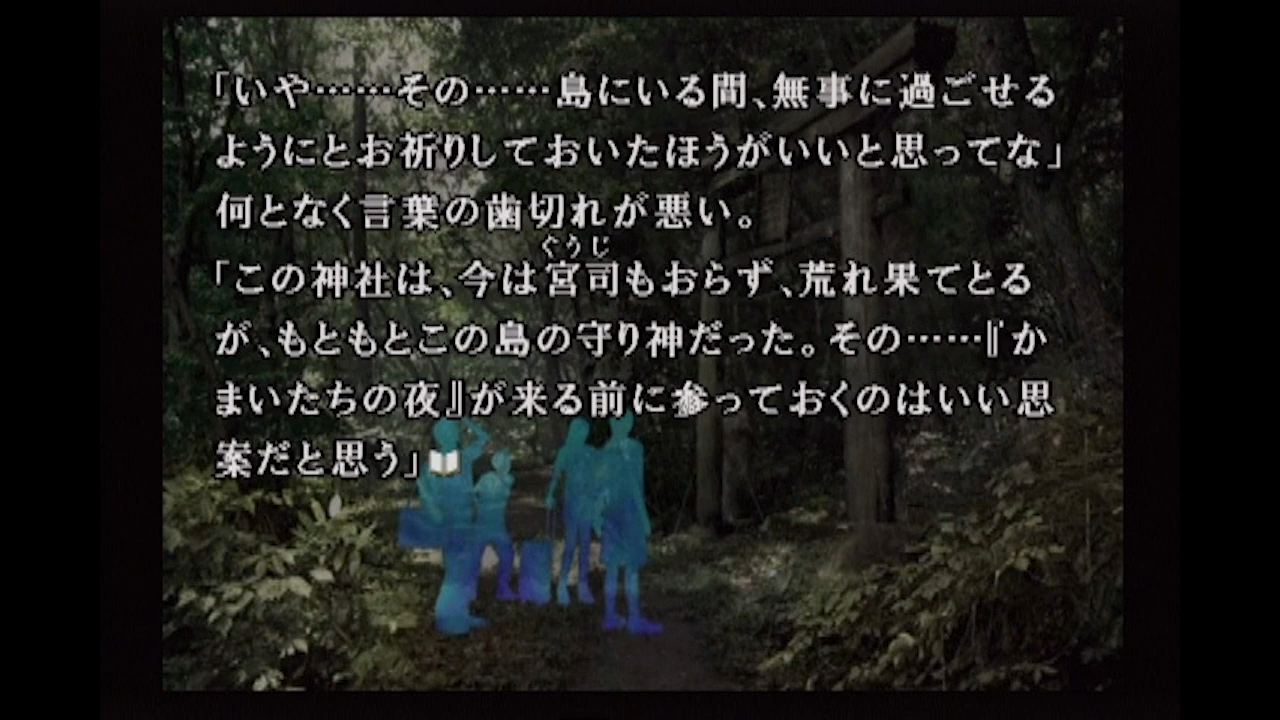 「いや……その……島にいる間、無事に過ごせる
ようにとお祈りしておいたほうがいいと思ってな」
何となく言葉の歯切れが悪い。
ぐうじ
「この神社は、今は宮司もおらず、荒れ果てとる
が、もともとこの島の守り神だった。その……『か
まいたちの夜』が来る前に参っておくのはいい思
案だと思う」